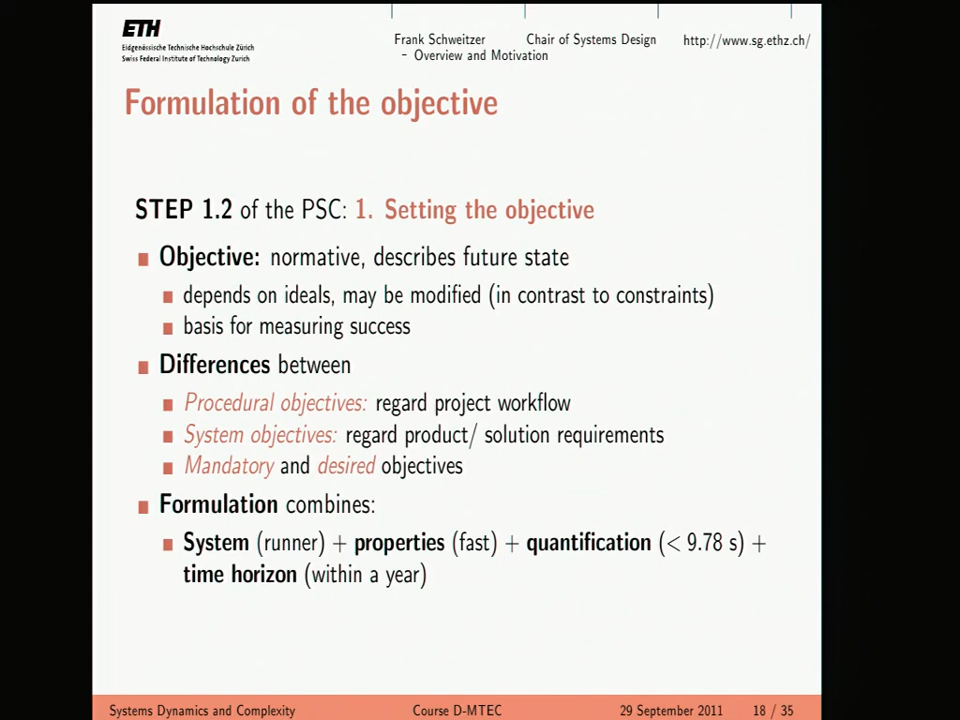 ETH
Eidgenössische Technische Hochschule Zürich
Swiss Federal Institute of Technology Zurich
Frank Schweitzer Chair of Systems Design http://www.sg.ethz.ch/
– Overview and Motivation
Formulation of the objective
STEP 1.2 of the PSC: 1. Setting the objective
Objective: normative, describes future state
depends on ideals, may be modified (in contrast to constraints)
basis for measuring success
Differences between
Procedural objectives: regard project workflow
System objectives: regard product/ solution requirements
Mandatory and desired objectives
Formulation combines:
System (runner) + properties (fast) + quantification (< 9.78 s) +
time horizon (within a year)
Systems Dynamics and Complexity Course D-MTEC 29 September 2011 18 / 35